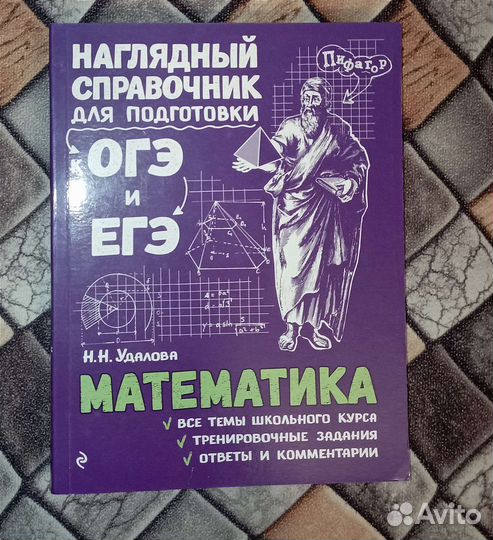 НАГЛЯДНЫЙ
СПРАВОЧНИК
ДЛЯ ПОДГОТОВКИ
Пифагор
ОГЭ
И
ЕГЭ
Н. Н. УДАЛОВА
МАТЕМАТИКА
ВСЕ ТЕМЫ ШКОЛЬНОГО КУРСА
ТРЕНИРОВОЧНЫЕ ЗАДАНИЯ
ОТВЕТЫ И КОММЕНТАРИИ
Avito